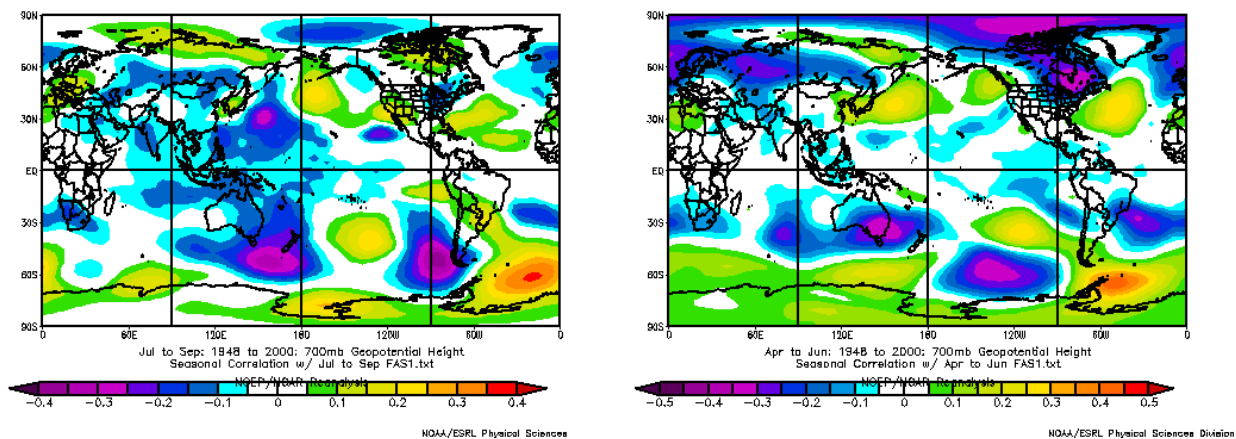 90N
60N
30N
EQ
30S
60S
90S
0 60E 120E 180 120W 60W 0
Jul to Sep: 1948 to 2000: 700mb Geopotential Height
Seasonal Correlation w/ Jul to Sep FAS1.txt
NCEP/NCAR Reanalysis
-0.4 -0.3 -0.2 -0.1 0 0.1 0.2 0.3 0.4
NOAA/ESRL Physical Sciences
90N
60N
30N
EQ
30S
60S
90S
0 60E 120E 180 120W 60W 0
Apr to Jun: 1948 to 2000: 700mb Geopotential Height
Seasonal Correlation w/ Apr to Jun FAS1.txt
NCEP/NCAR Reanalysis
-0.5 -0.4 -0.3 -0.2 -0.1 0 0.1 0.2 0.3 0.4 0.5
NOAA/ESRL Physical Sciences Division